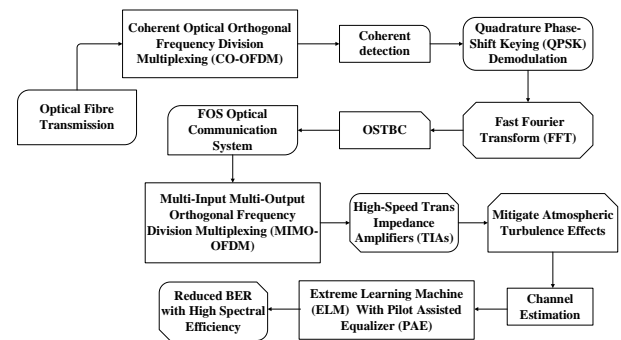 Coherent Optical Orthogonal
Frequency Division
Multiplexing (CO-OFDM)
Coherent
detection
Quadrature Phase-
Shift Keying (QPSK)
Demodulation
Optical Fibre
Transmission
FOS Optical
Communication
System
OSTBC
Fast Fourier
Transform (FFT)
Multi-Input Multi-Output
Orthogonal Frequency
Division Multiplexing (MIMO-
OFDM)
High-Speed Trans
Impedance
Amplifiers (TIAs)
Mitigate Atmospheric
Turbulence Effects
Reduced BER
with High Spectral
Efficiency
Extreme Learning Machine
(ELM) With Pilot Assisted
Equalizer (PAE)
Channel
Estimation